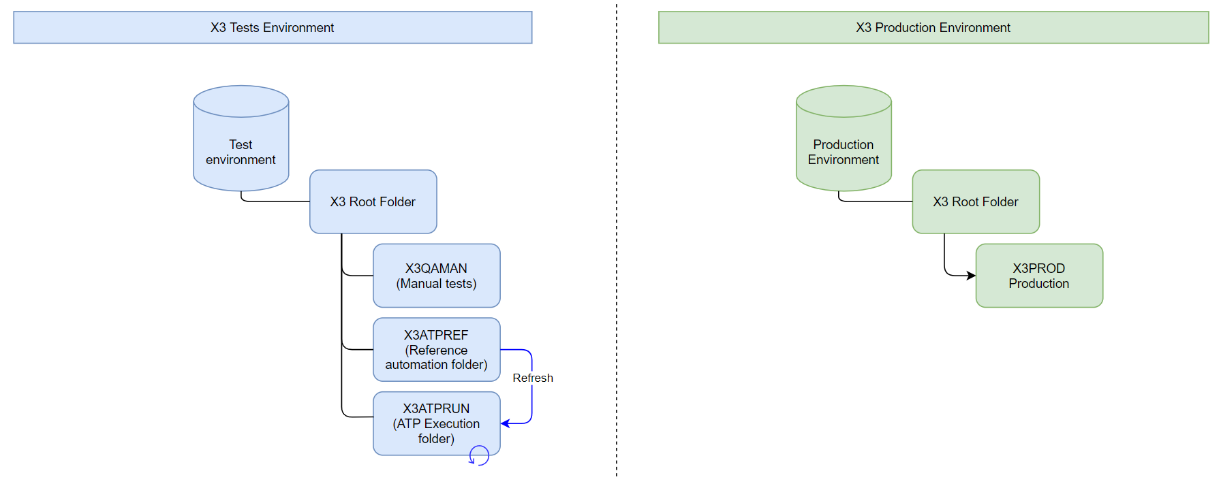 X3 Tests Environment
X3 Production Environment
Test
environment
X3 Root Folder
X3QAMAN
(Manual tests)
X3ATPREF
(Reference
automation folder)
Refresh
X3ATPRUN
(ATP Execution
folder)
Production
Environment
X3 Root Folder
X3PROD
Production